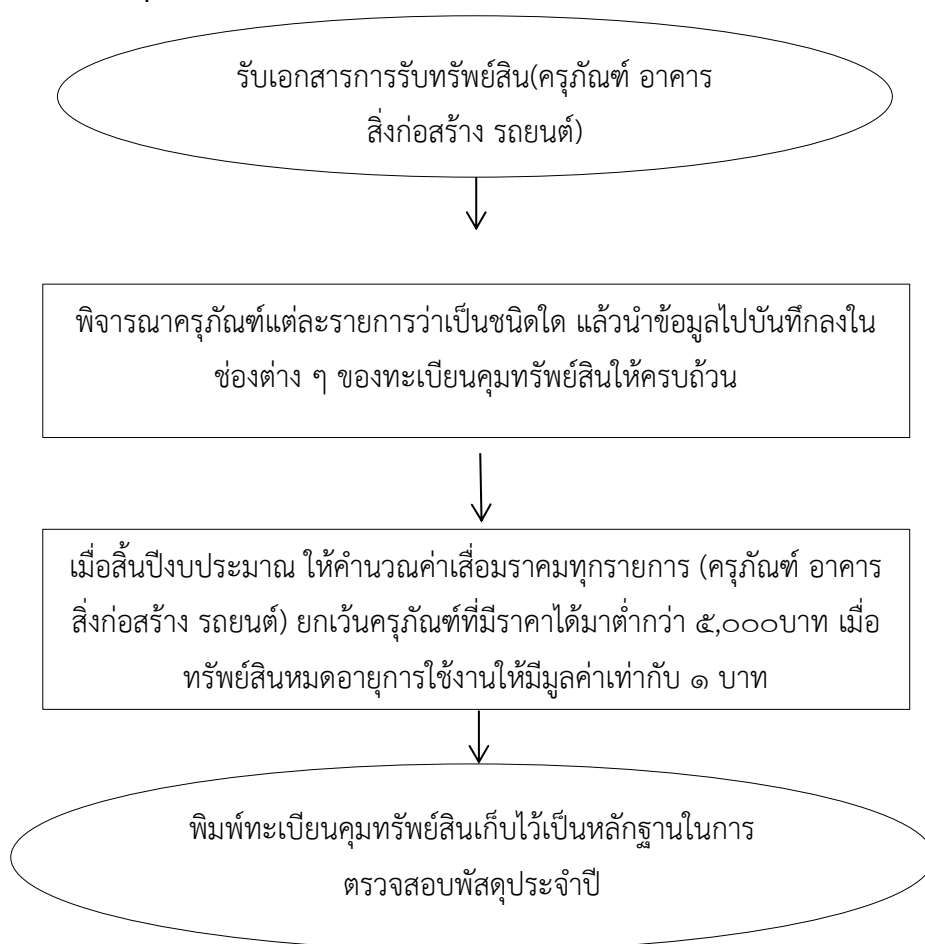 รับเอกสารการรับทรัพย์สิน(ครุภัณฑ์ อาคาร
สิ่งก่อสร้าง รถยนต์)
พิจารณาครุภัณฑ์แต่ละรายการว่าเป็นชนิดใด แล้วนำข้อมูลไปบันทึกลงใน
ช่องต่าง ๆ ของทะเบียนคุมทรัพย์สินให้ครบถ้วน
เมื่อสิ้นปีงบประมาณ ให้คำนวณค่าเสื่อมราคมทุกรายการ (ครุภัณฑ์ อาคาร
สิ่งก่อสร้าง รถยนต์) ยกเว้นครุภัณฑ์ที่มีราคาได้มาต่ำกว่า ๕,๐๐๐บาท เมื่อ
ทรัพย์สินหมดอายุการใช้งานให้มีมูลค่าเท่ากับ ๑ บาท
พิมพ์ทะเบียนคุมทรัพย์สินเก็บไว้เป็นหลักฐานในการ
ตรวจสอบพัสดุประจำปี